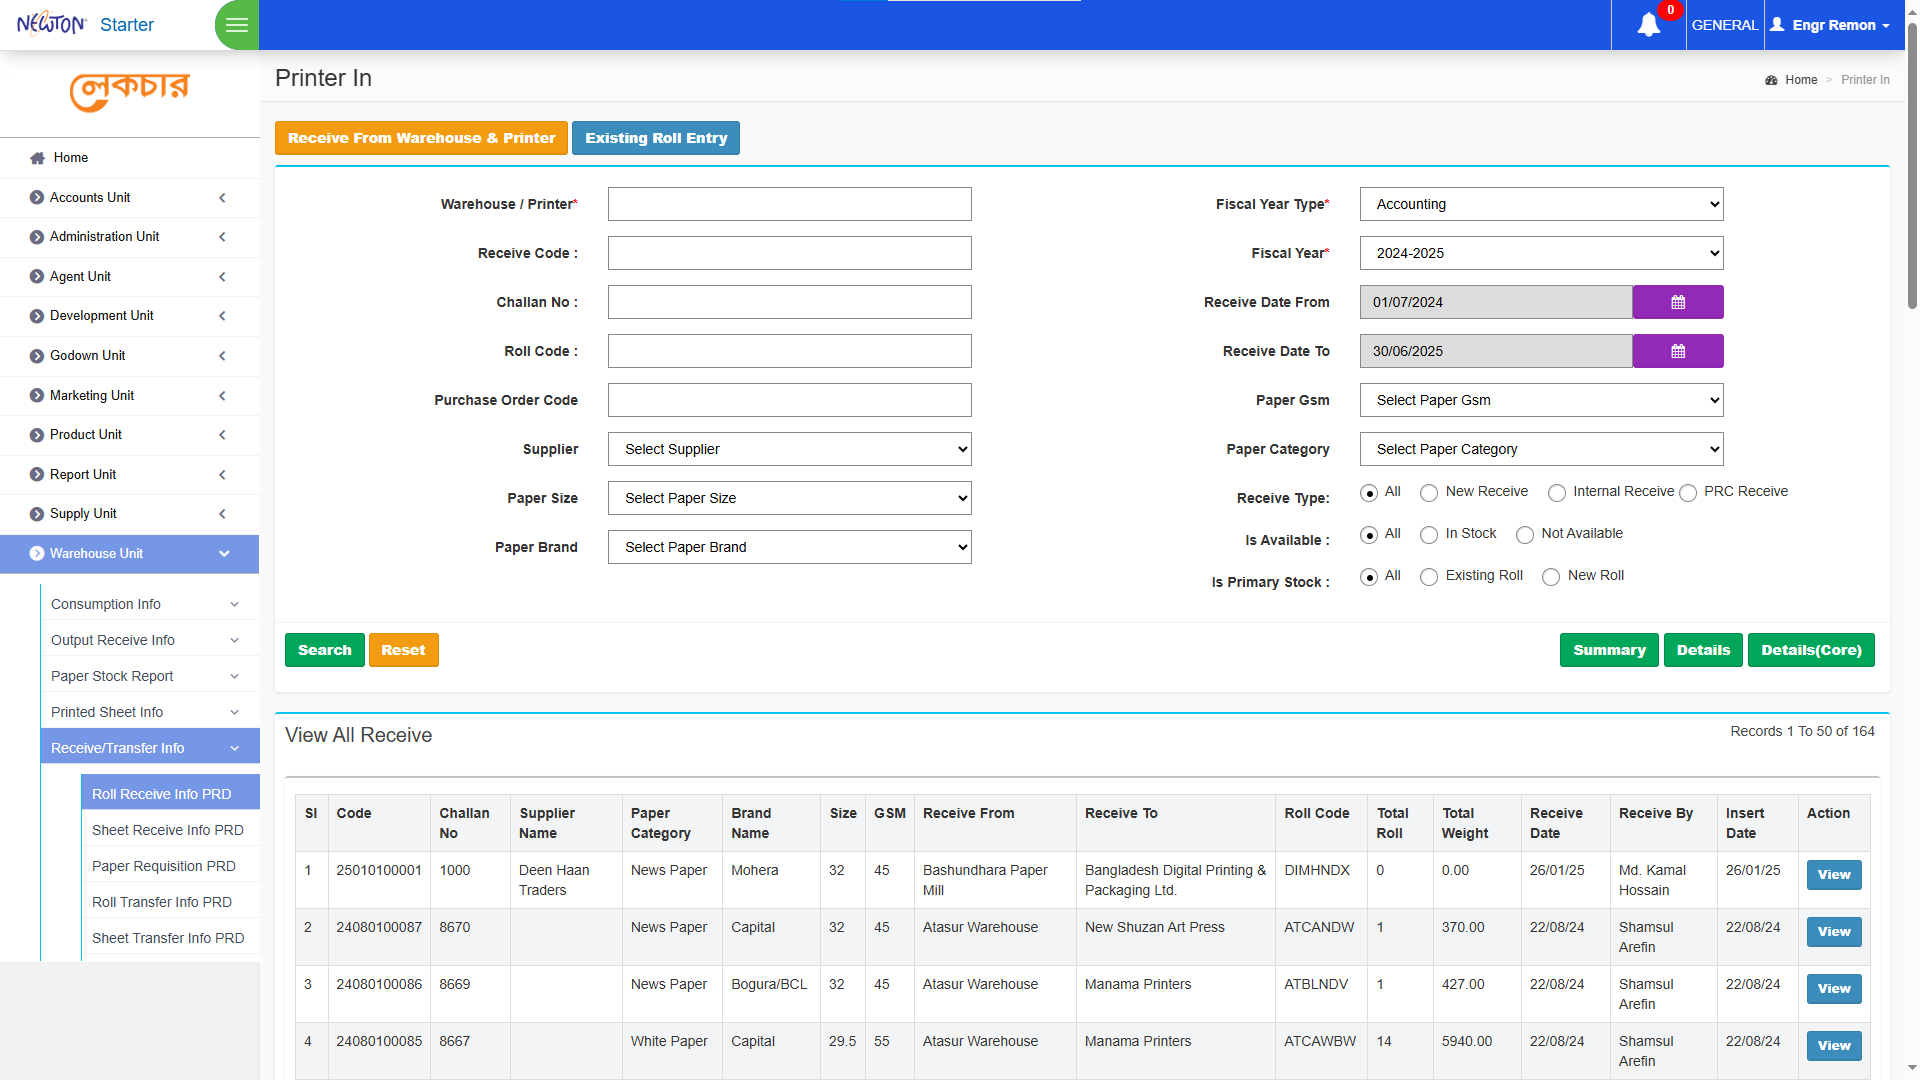 NEWTON Starter
0
GENERAL
Engr Remon
লেকচার
Home
Accounts Unit
Administration Unit
Agent Unit
Development Unit
Godown Unit
Marketing Unit
Product Unit
Report Unit
Supply Unit
Warehouse Unit
Consumption Info
Output Receive Info
Paper Stock Report
Printed Sheet Info
Receive/Transfer Info
Roll Receive Info PRD
Sheet Receive Info PRD
Paper Requisition PRD
Roll Transfer Info PRD
Sheet Transfer Info PRD
Printer In
Home > Printer In
Receive From Warehouse & Printer Existing Roll Entry
Warehouse / Printer*
Receive Code :
Challan No :
Roll Code :
Purchase Order Code
Supplier Select Supplier
Paper Size Select Paper Size
Paper Brand Select Paper Brand
Fiscal Year Type* Accounting
Fiscal Year* 2024-2025
Receive Date From 01/07/2024
Receive Date To 30/06/2025
Paper Gsm Select Paper Gsm
Paper Category Select Paper Category
Receive Type: All New Receive Internal Receive PRC Receive
Is Available : All In Stock Not Available
Is Primary Stock : All Existing Roll New Roll
Search Reset
Summary Details Details(Core)
View All Receive
Records 1 To 50 of 164
Sl Code Challan No Supplier Name Paper Category Brand Name Size GSM Receive From Receive To Roll Code Total Roll Total Weight Receive Date Receive By Insert Date Action
1 25010100001 1000 Deen Haan Traders News Paper Mohera 32 45 Bashundhara Paper Mill Bangladesh Digital Printing & Packaging Ltd. DIMHNDX 0 0.00 26/01/25 Md. Kamal Hossain 26/01/25 View
2 24080100087 8670 News Paper Capital 32 45 Atasur Warehouse New Shuzan Art Press ATCANDW 1 370.00 22/08/24 Shamsul Arefin 22/08/24 View
3 24080100086 8669 News Paper Bogura/BCL 32 45 Atasur Warehouse Manama Printers ATBLNDV 1 427.00 22/08/24 Shamsul Arefin 22/08/24 View
4 24080100085 8667 White Paper Capital 29.5 55 Atasur Warehouse Manama Printers ATCAWBW 14 5940.00 22/08/24 Shamsul Arefin 22/08/24 View